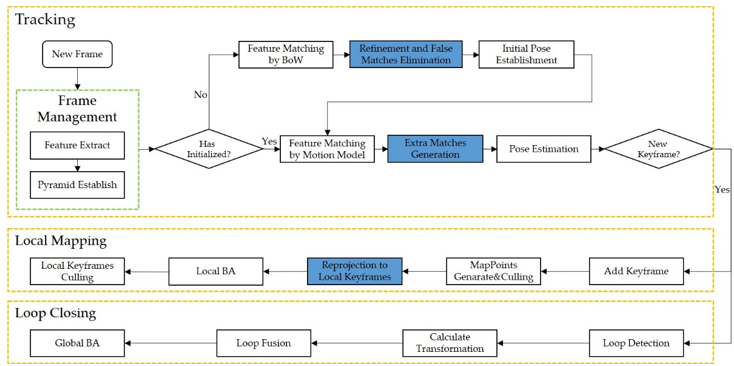 Tracking
New Frame
Frame
Management
Feature Extract
Pyramid Establish
Has
Initialized?
No
Yes
Feature Matching
by BoW
Refinement and False
Matches Elimination
Initial Pose
Establishment
Feature Matching
by Motion Model
Extra Matches
Generation
Pose Estimation
New
Keyframe?
Yes
Local Mapping
Local Keyframes
Culling
Local BA
Reprojection to
Local Keyframes
MapPoints
Genarate&Culling
Add Keyframe
Loop Closing
Global BA
Loop Fusion
Calculate
Transformation
Loop Detection